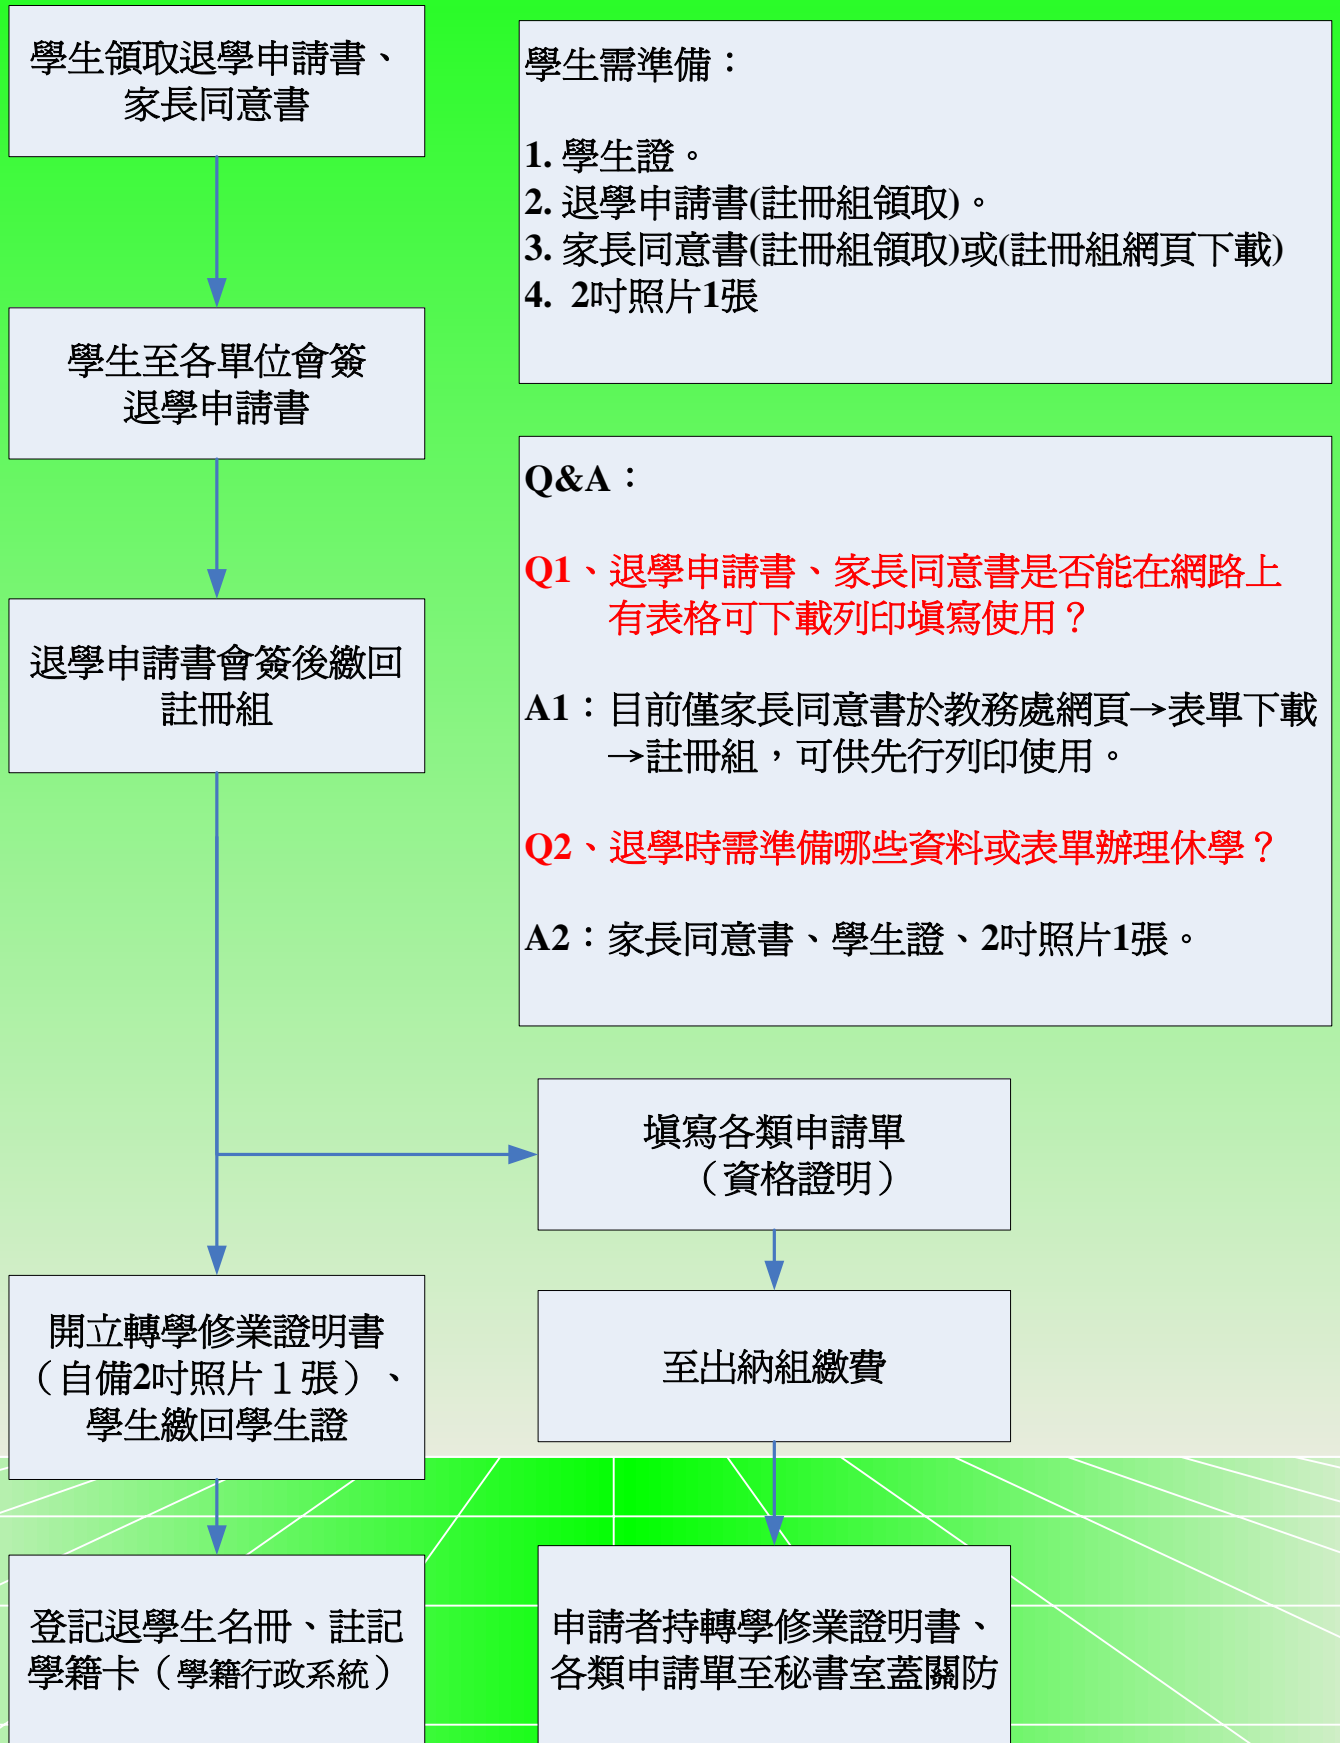 學生領取退學申請書、
家長同意書
學生至各單位會簽
退學申請書
退學申請書會簽後繳回
註冊組
開立轉學修業證明書
（自備2吋照片１張）、
學生繳回學生證
登記退學生名冊、註記
學籍卡（學籍行政系統）
學生需準備：
1. 學生證。
2. 退學申請書(註冊組領取)。
3. 家長同意書(註冊組領取)或(註冊組網頁下載)
4. 2吋照片1張
Q&A：
Q1、退學申請書、家長同意書是否能在網路上
有表格可下載列印填寫使用？
A1：目前僅家長同意書於教務處網頁→表單下載
→註冊組，可供先行列印使用。
Q2、退學時需準備哪些資料或表單辦理休學？
A2：家長同意書、學生證、2吋照片1張。
填寫各類申請單
（資格證明）
至出納組繳費
申請者持轉學修業證明書、
各類申請單至秘書室蓋關防